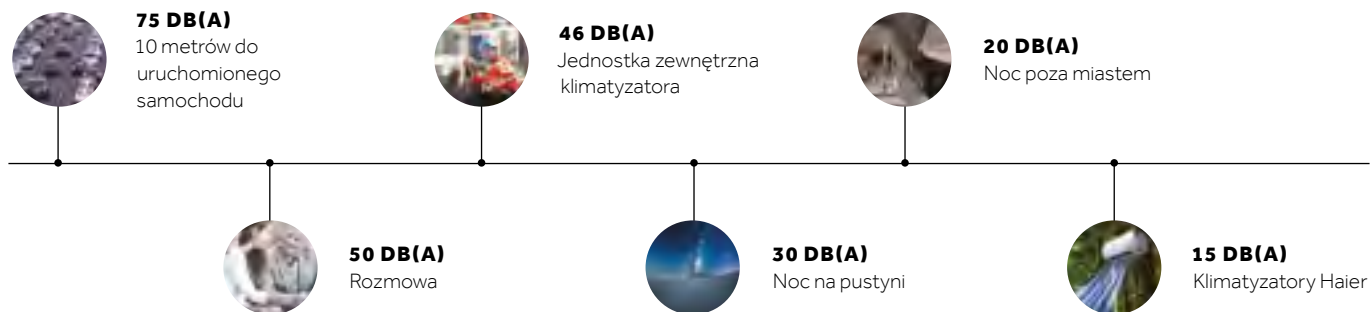 75 DB(A)
10 metrów do
uruchomionego
samochodu
50 DB(A)
Rozmowa
46 DB(A)
Jednostka zewnętrzna
klimatyzatora
30 DB(A)
Noc na pustyni
20 DB(A)
Noc poza miastem
15 DB(A)
Klimatyzatory Haier